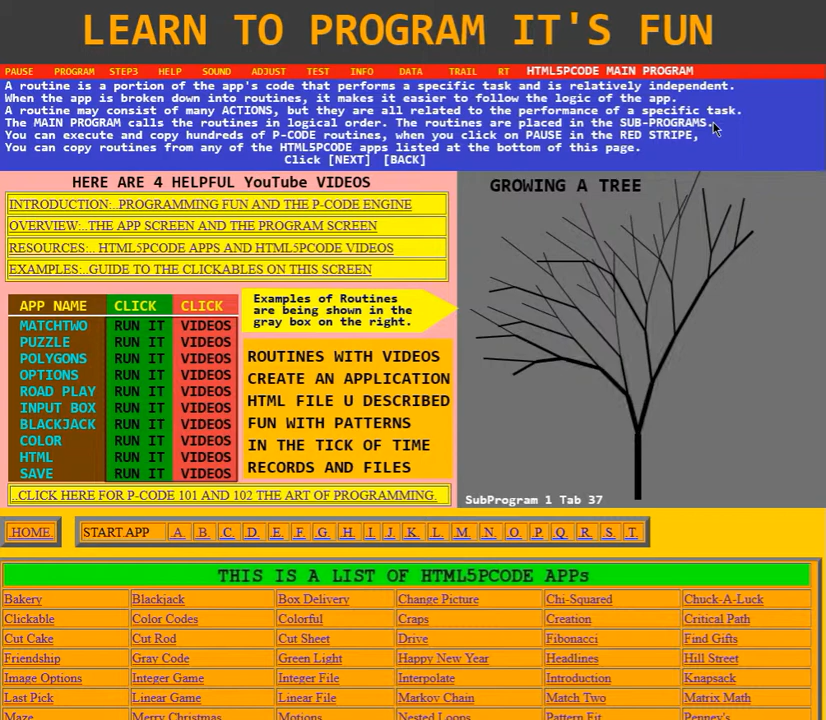 LEARN TO PROGRAM IT'S FUN
PAUSE PROGRAM STEP3 HELP SOUND ADJUST TEST INFO DATA TRAIL RT HTML5PCODE MAIN PROGRAM
A routine is a portion of the app's code that performs a specific task and is relatively independent.
When the app is broken down into routines, it makes it easier to follow the logic of the app.
A routine may consist of many ACTIONS, but they are all related to the performance of a specific task.
The MAIN PROGRAM calls the routines in logical order. The routines are placed in the SUB-PROGRAMS.
You can execute and copy hundreds of P-CODE routines, when you click on PAUSE in the RED STRIPE,
You can copy routines from any of the HTML5PCODE apps listed at the bottom of this page.
Click [NEXT] [BACK]
HERE ARE 4 HELPFUL YouTube VIDEOS
INTRODUCTION:..PROGRAMMING FUN AND THE P-CODE ENGINE
OVERVIEW:..THE APP SCREEN AND THE PROGRAM SCREEN
RESOURCES:.. HTML5PCODE APPS AND HTML5PCODE VIDEOS
EXAMPLES:..GUIDE TO THE CLICKABLES ON THIS SCREEN
APP NAME CLICK CLICK
MATCHTWO RUN IT VIDEOS
PUZZLE RUN IT VIDEOS
POLYGONS RUN IT VIDEOS
OPTIONS RUN IT VIDEOS
ROAD PLAY RUN IT VIDEOS
INPUT BOX RUN IT VIDEOS
BLACKJACK RUN IT VIDEOS
COLOR RUN IT VIDEOS
HTML RUN IT VIDEOS
SAVE RUN IT VIDEOS
Examples of Routines
are being shown in the
gray box on the right.
ROUTINES WITH VIDEOS
CREATE AN APPLICATION
HTML FILE U DESCRIBED
FUN WITH PATTERNS
IN THE TICK OF TIME
RECORDS AND FILES
..CLICK HERE FOR P-CODE 101 AND 102 THE ART OF PROGRAMMING.
GROWING A TREE
SubProgram 1 Tab 37
.HOME. START.APP .A. .B. .C. .D. .E. .F. .G. .H. .I. .J. .K. .L. .M. .N. .O. .P. .Q. .R. .S. .T.
THIS IS A LIST OF HTML5PCODE APPs
Bakery Blackjack Box Delivery Change Picture Chi-Squared Chuck-A-Luck
Clickable Color Codes Colorful Craps Creation Critical Path
Cut Cake Cut Rod Cut Sheet Drive Fibonacci Find Gifts
Friendship Gray Code Green Light Happy New Year Headlines Hill Street
Image Options Integer Game Integer File Interpolate Introduction Knapsack
Last Pick Linear Game Linear File Markov Chain Match Two Matrix Math
Maze Merry Christmas Motions Nested Loops Pattern Fit Penney's